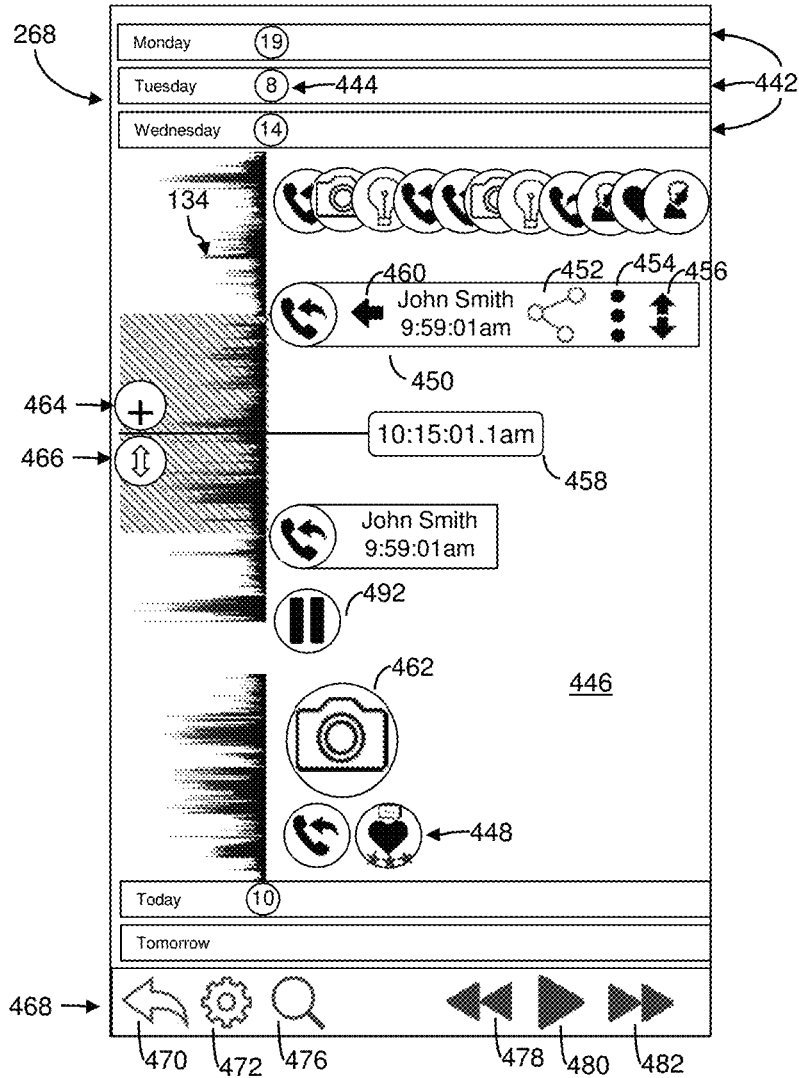 268
Monday 19
Tuesday 8
444
442
Wednesday 14
134
460
452
454
456
John Smith
9:59:01am
450
464
+
10:15:01.1am
466
458
John Smith
9:59:01am
492
462
446
448
Today 10
Tomorrow
468
470
472
476
478
480
482